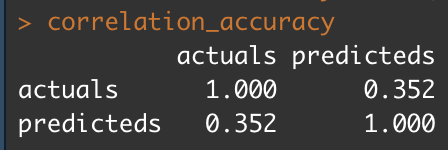 > correlation_accuracy
actuals predicteds
actuals 1.000 0.352
predicteds 0.352 1.000